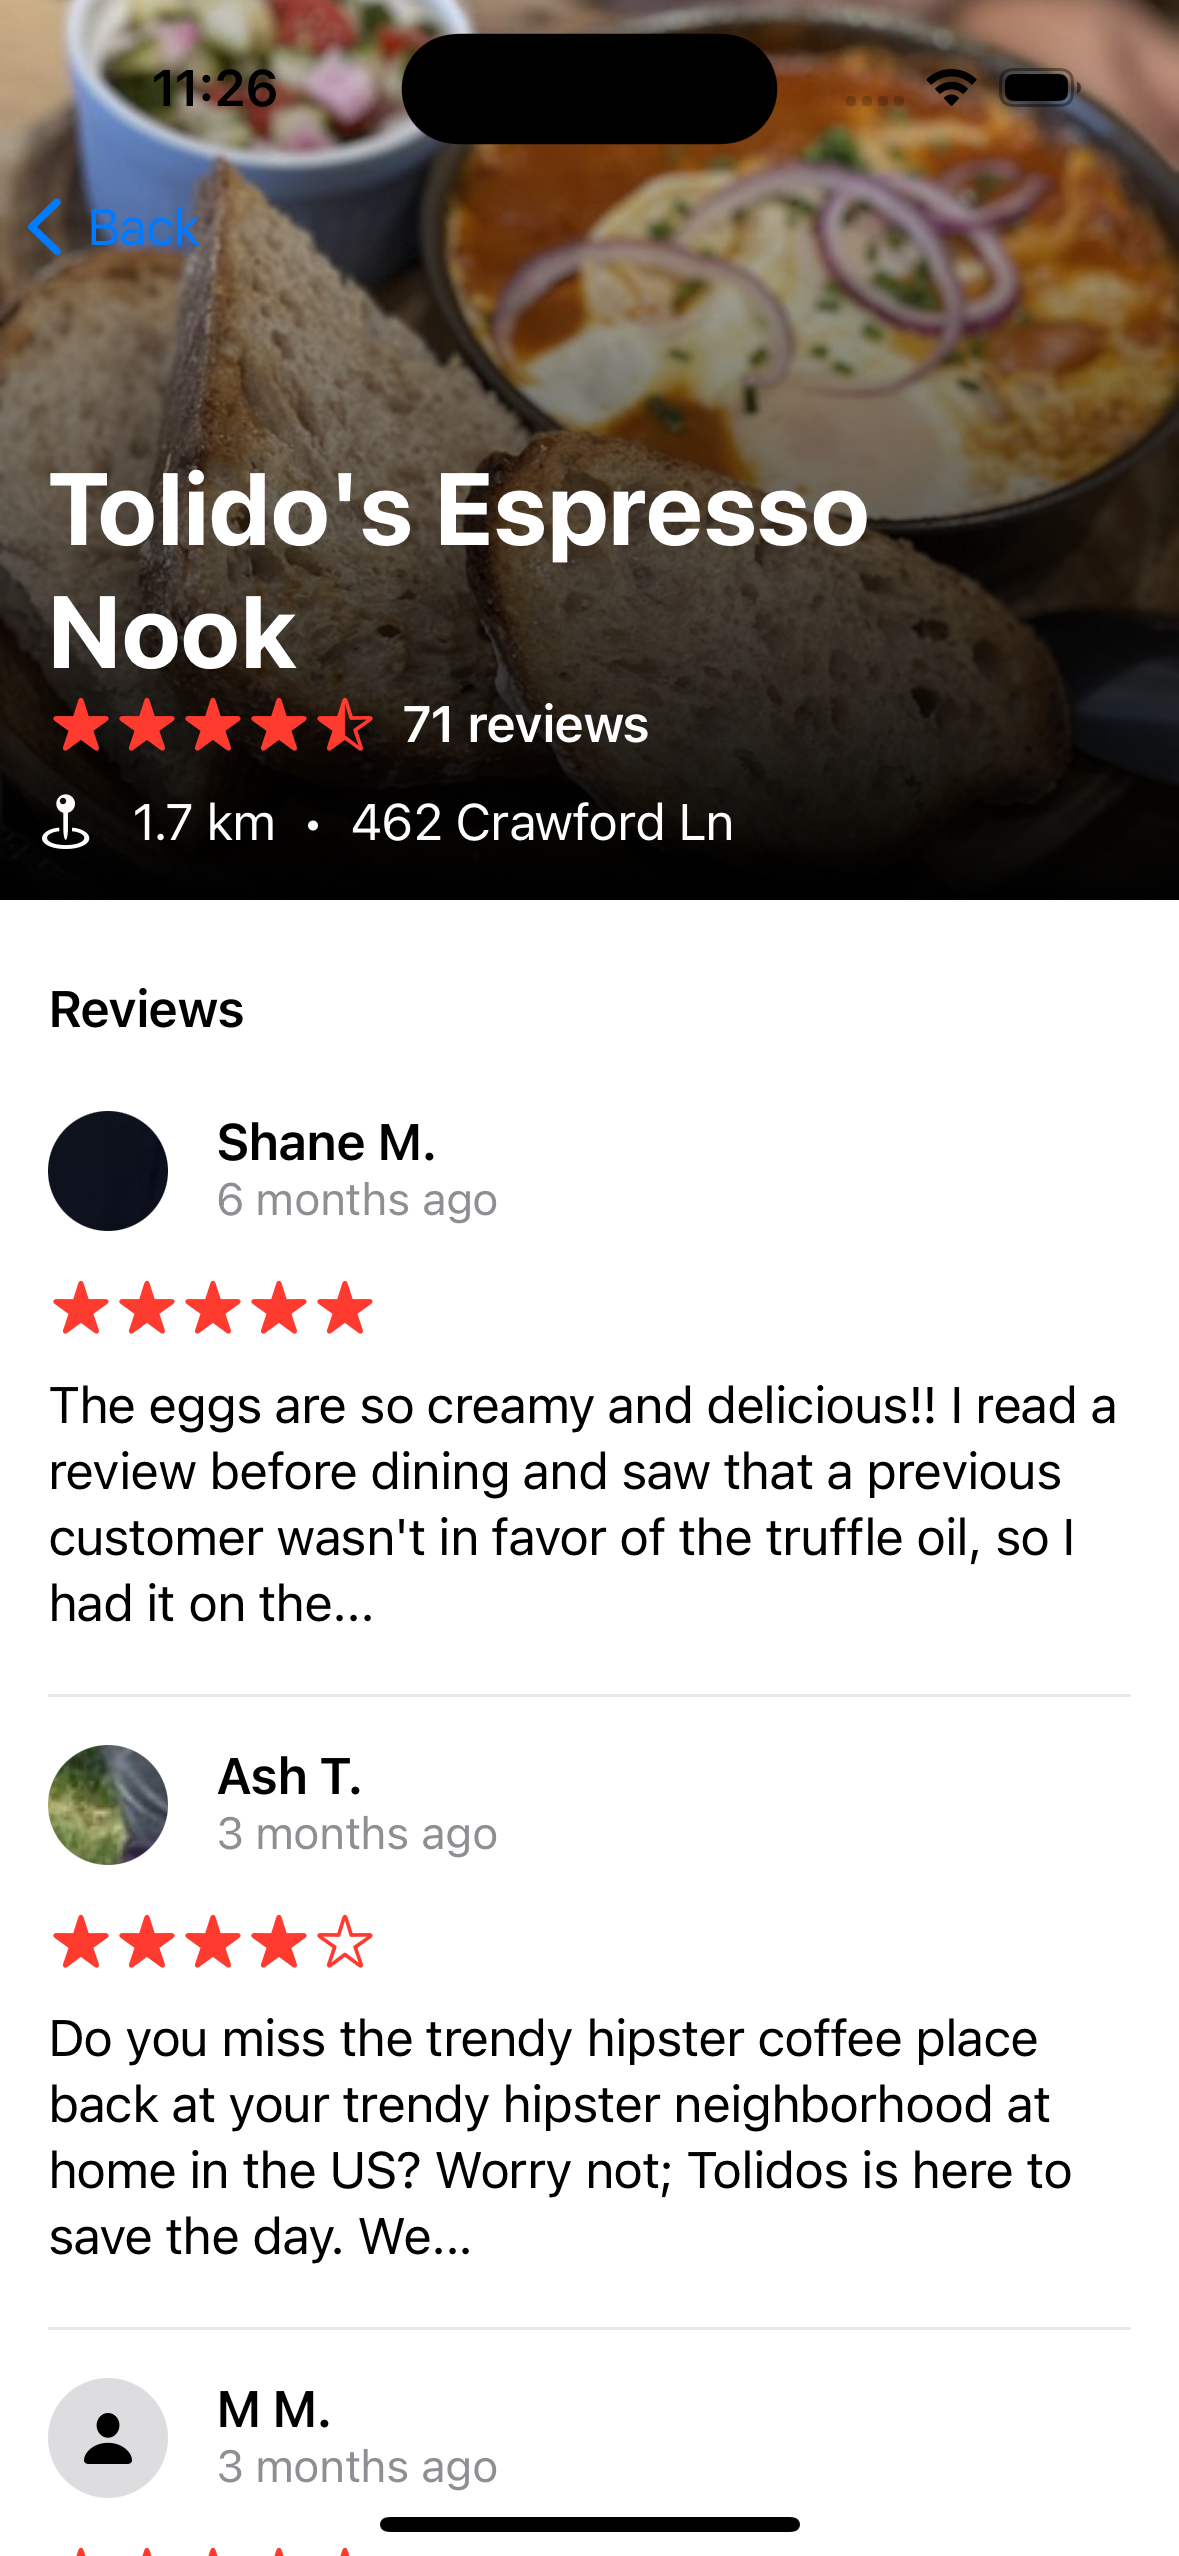 11:26
Back
Tolido's Espresso
Nook
71 reviews
1.7 km • 462 Crawford Ln
Reviews
Shane M.
6 months ago
The eggs are so creamy and delicious!! I read a
review before dining and saw that a previous
customer wasn't in favor of the truffle oil, so I
had it on the...
Ash T.
3 months ago
Do you miss the trendy hipster coffee place
back at your trendy hipster neighborhood at
home in the US? Worry not; Tolidos is here to
save the day. We...
M M.
3 months ago